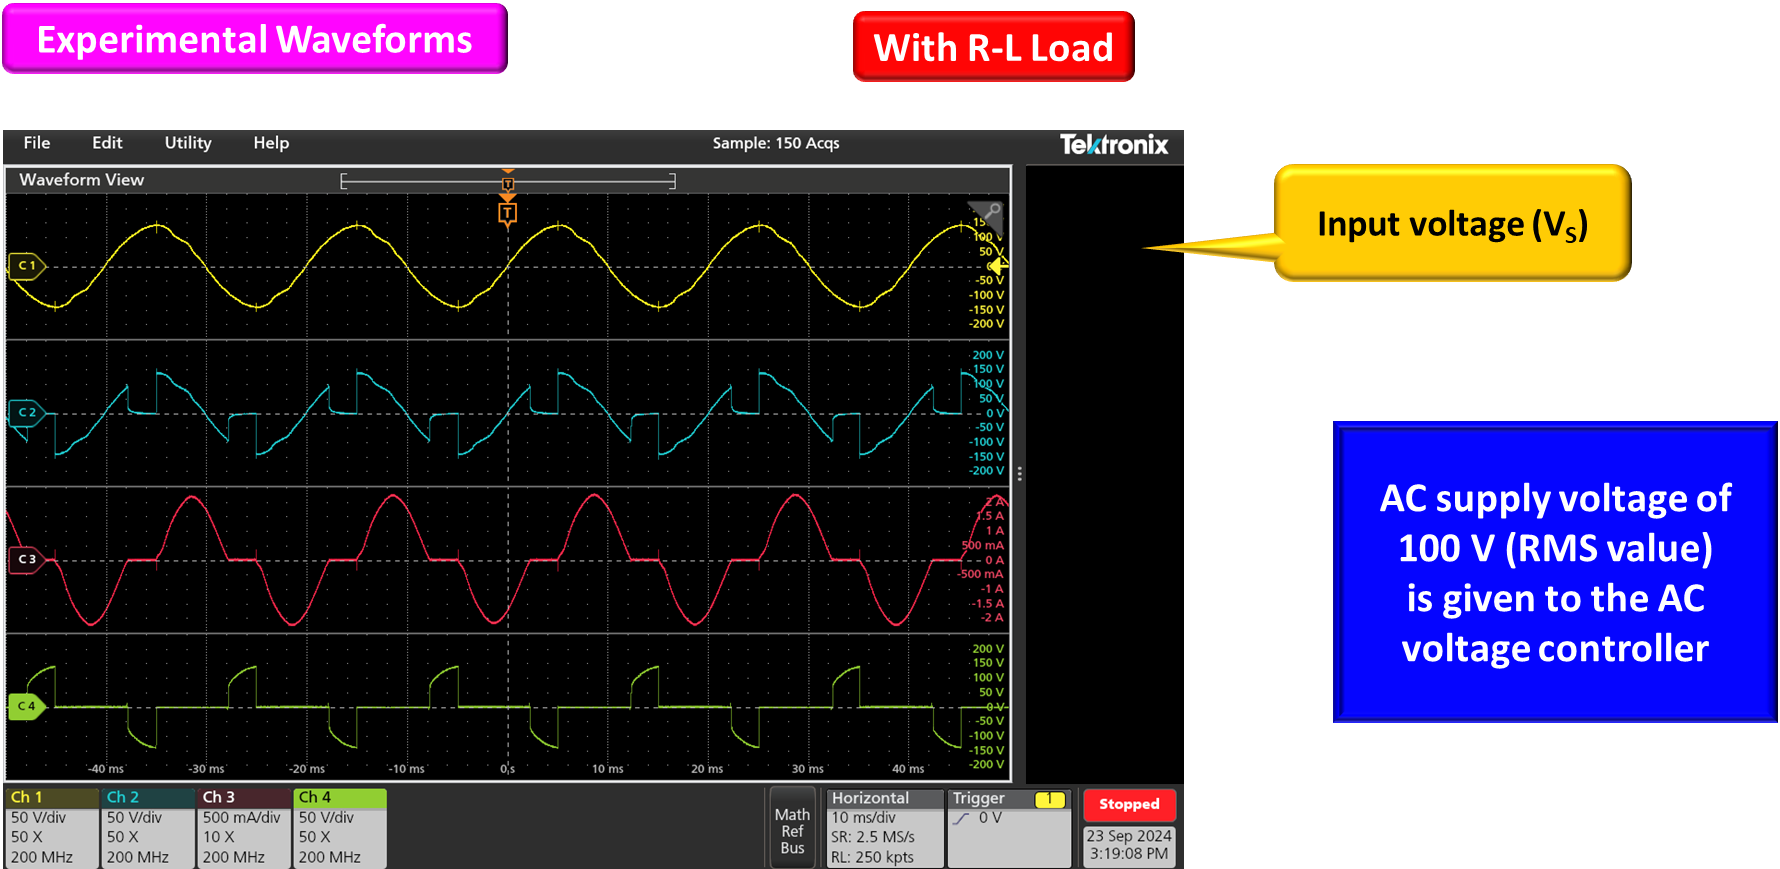 Experimental Waveforms
With R-L Load
File Edit Utility Help
Sample: 150 Acqs
Tektronix
Waveform View
T
T
C 1
100 V
50 V
-50 V
-100 V
-150 V
-200 V
C 2
200 V
150 V
100 V
50 V
0 V
-50 V
-100 V
-150 V
-200 V
C 3
2 A
1.5 A
1 A
500 mA
0 A
-500 mA
-1 A
-1.5 A
-2 A
C 4
200 V
150 V
100 V
50 V
0 V
-50 V
-100 V
-150 V
-200 V
-40 ms -30 ms -20 ms -10 ms 0 s 10 ms 20 ms 30 ms 40 ms
Input voltage (VS)
AC supply voltage of
100 V (RMS value)
is given to the AC
voltage controller
Ch 1
50 V/div
50 X
200 MHz
Ch 2
50 V/div
50 X
200 MHz
Ch 3
500 mA/div
10 X
200 MHz
Ch 4
50 V/div
50 X
200 MHz
Math
Ref
Bus
Horizontal
10 ms/div
SR: 2.5 MS/s
RL: 250 kpts
Trigger 1
0 V
Stopped
23 Sep 2024
3:19:08 PM